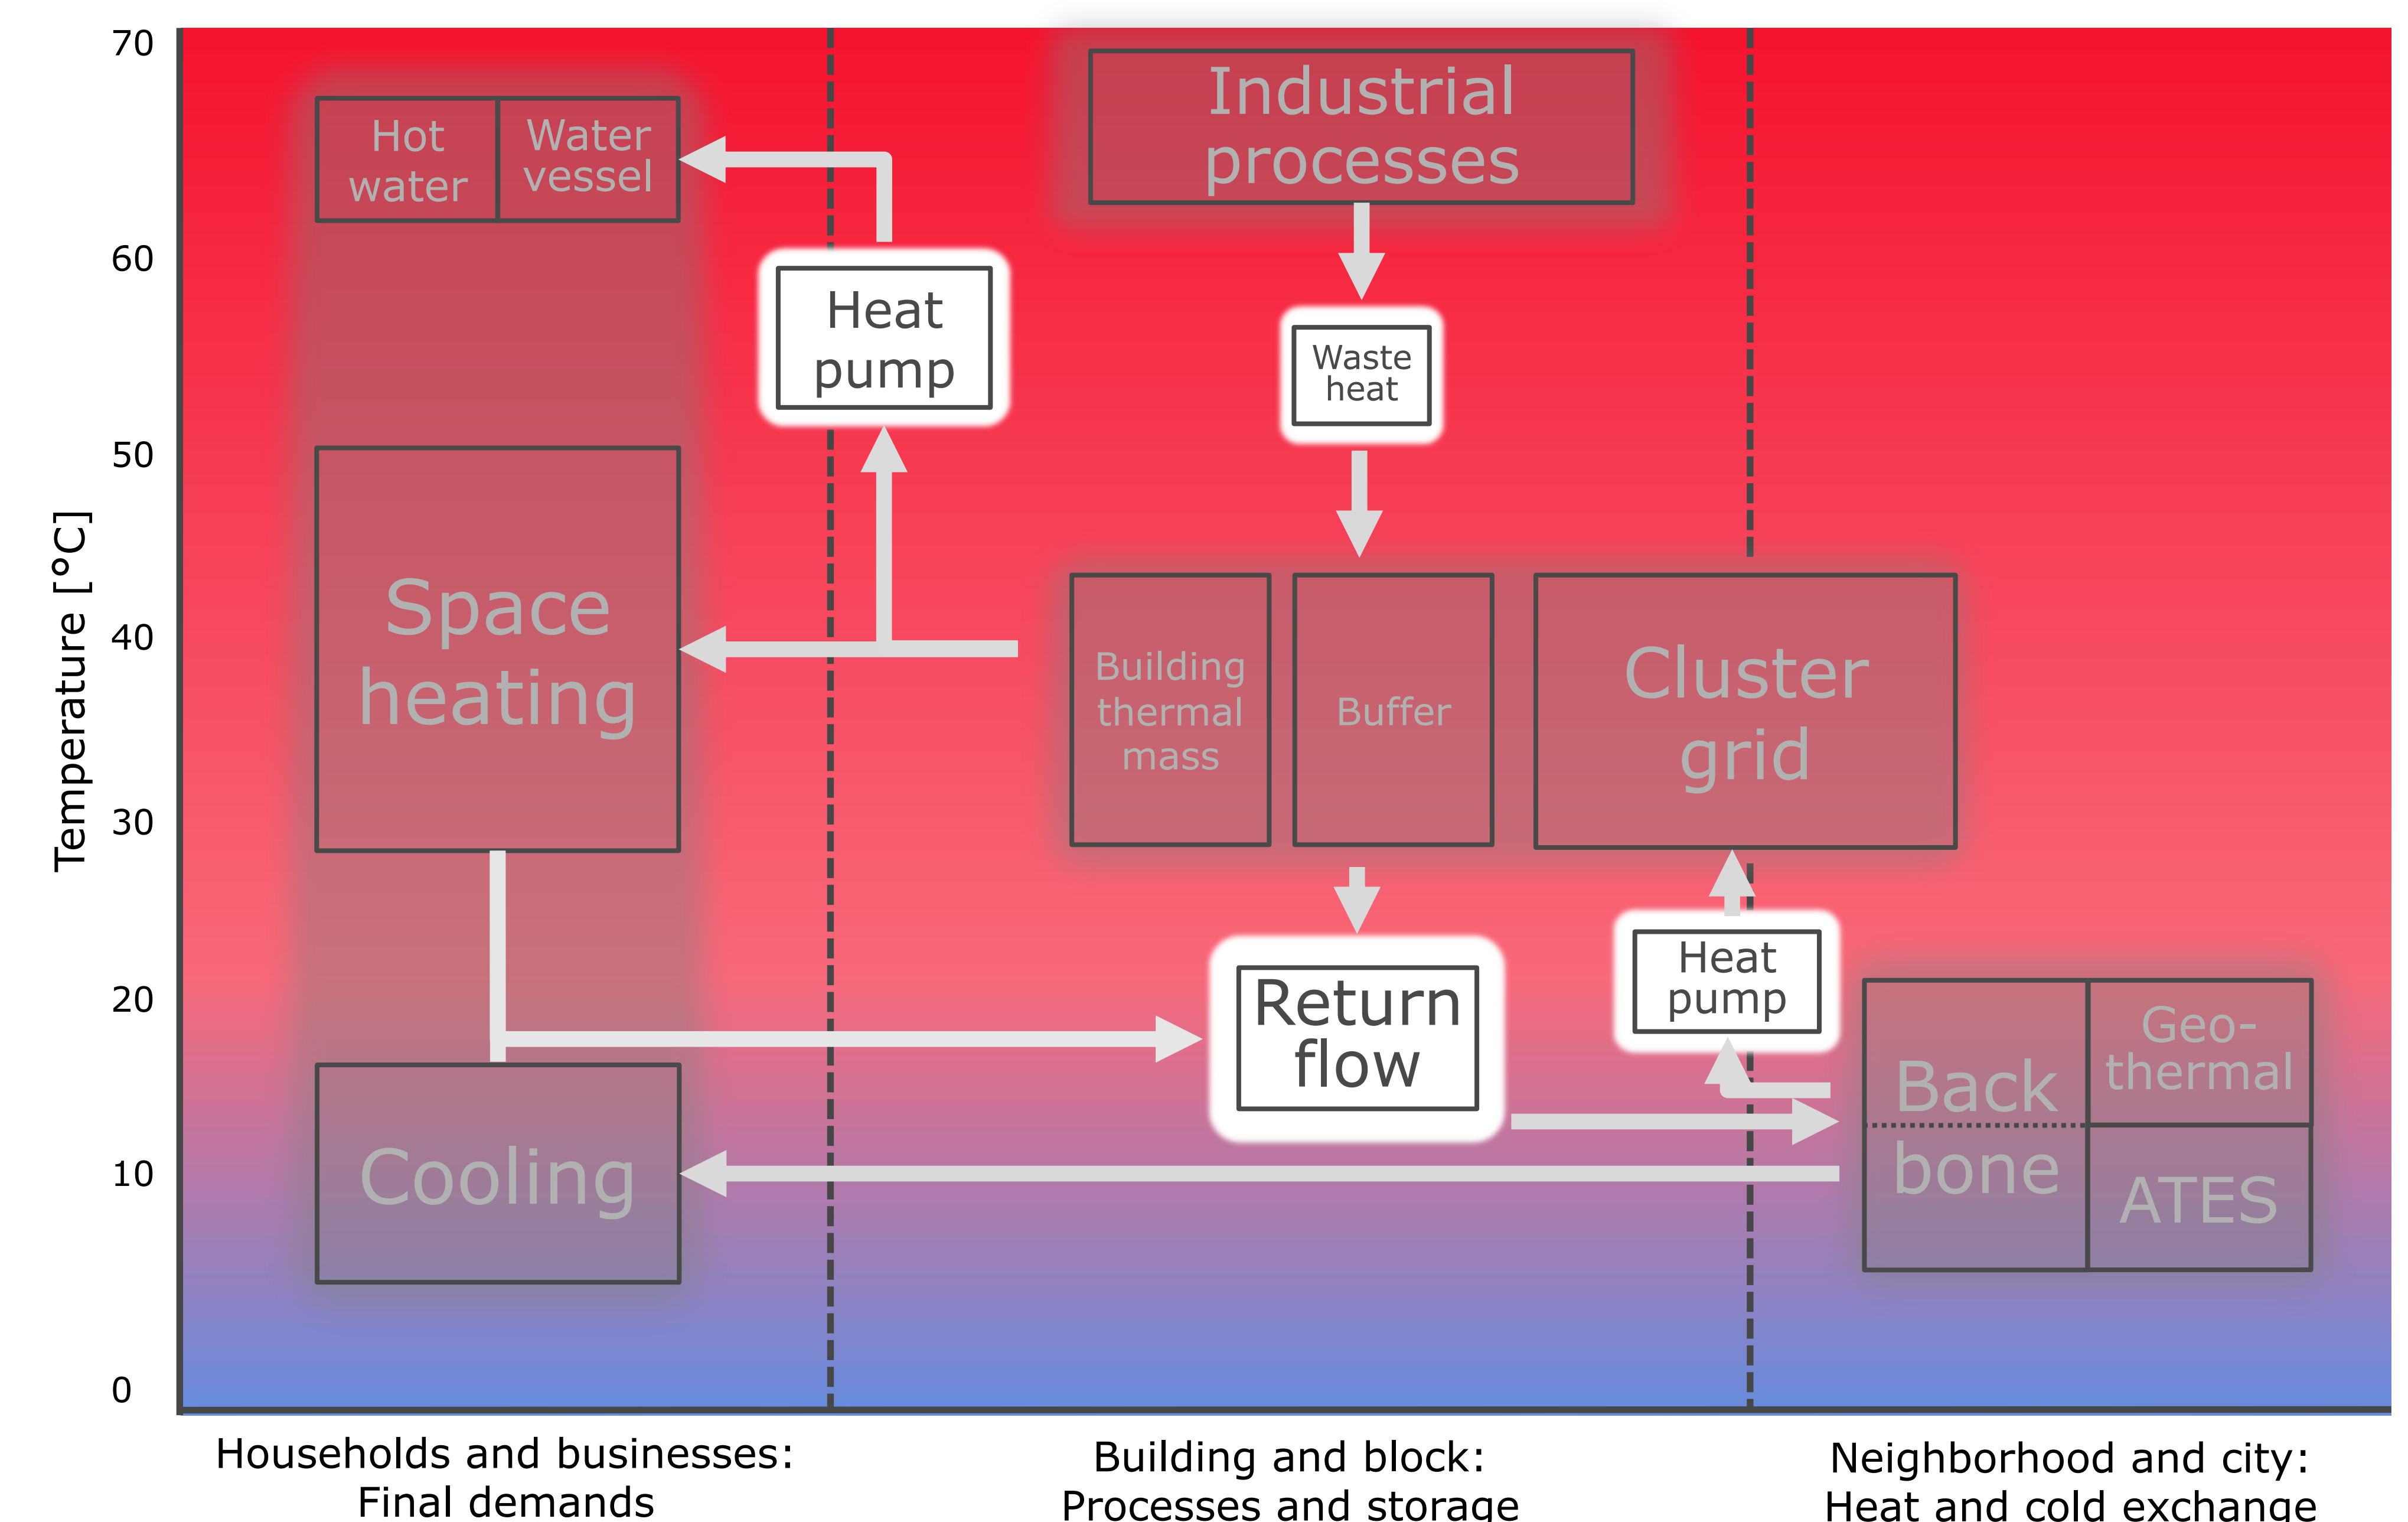 70
60
50
40
30
20
10
0
Temperature [°C]
Hot
water
Water
vessel
Industrial
processes
Heat
pump
Waste
heat
Space
heating
Building
thermal
mass
Buffer
Cluster
grid
Return
flow
Heat
pump
Back
bone
Geo-
thermal
ATES
Cooling
Households and businesses:
Final demands
Building and block:
Processes and storage
Neighborhood and city:
Heat and cold exchange